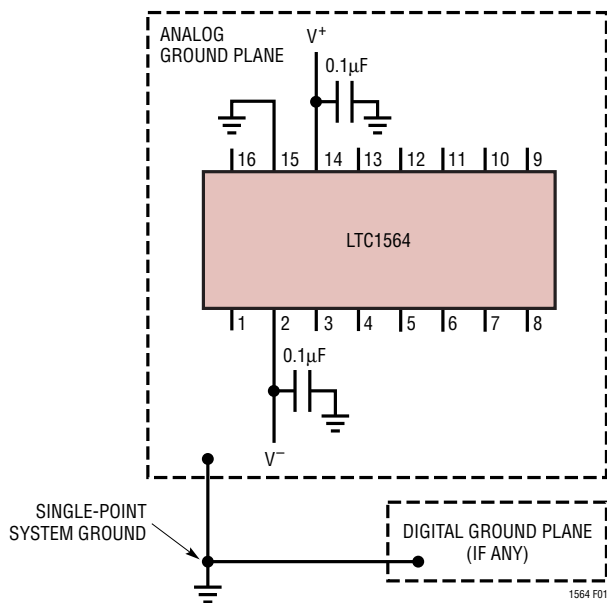 ANALOG
GROUND PLANE
V+
0.1µF
16 15 14 13 12 11 10 9
LTC1564
1 2 3 4 5 6 7 8
0.1µF
V−
SINGLE-POINT
SYSTEM GROUND
DIGITAL GROUND PLANE
(IF ANY)
1564 F01